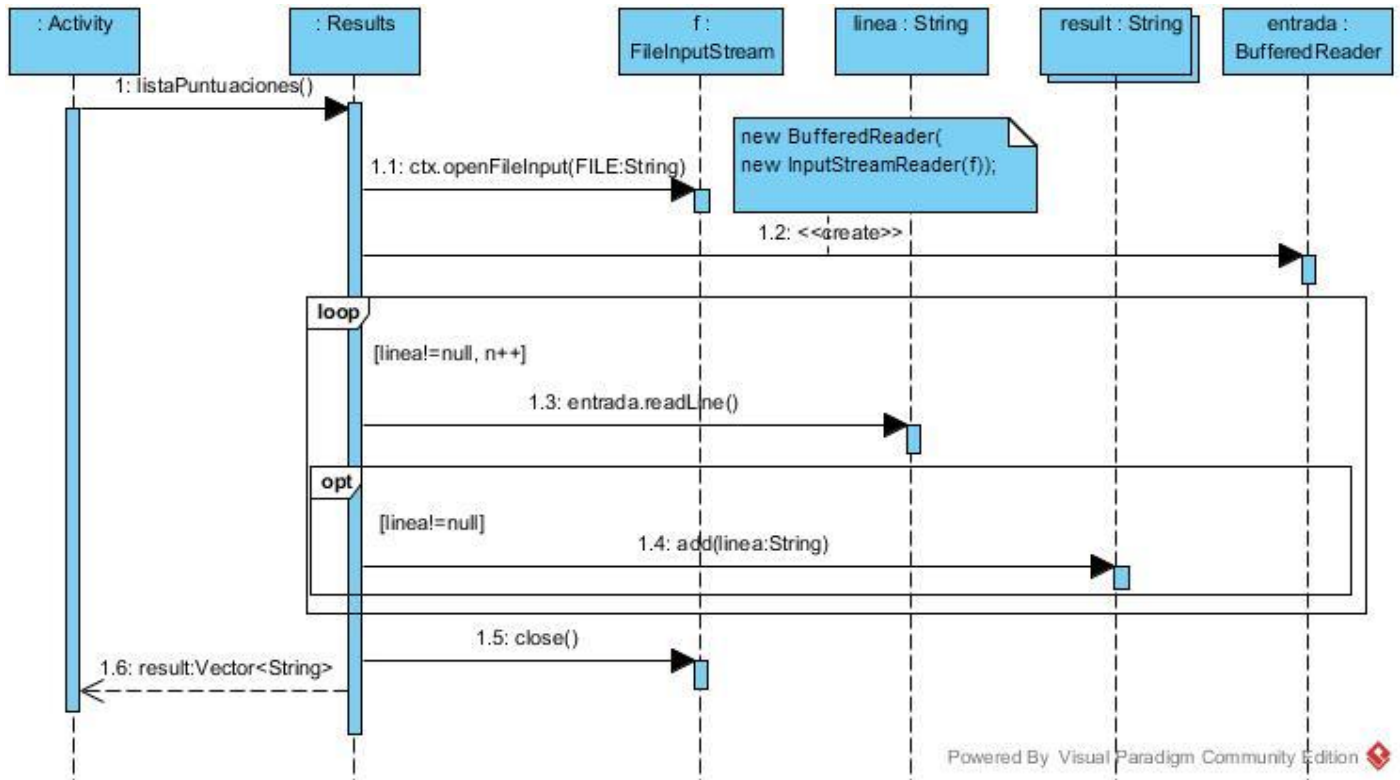 : Activity
: Results
f :
FileInputStream
linea : String
result : String
entrada :
BufferedReader
1: listaPuntuaciones()
new BufferedReader(
new InputStreamReader(f));
1.1: ctx.openFileInput(FILE:String)
1.2: <<create>>
loop
[linea!=null, n++]
1.3: entrada.readLine()
opt
[linea!=null]
1.4: add(linea:String)
1.5: close()
1.6: result:Vector<String>
Powered By Visual Paradigm Community Edition